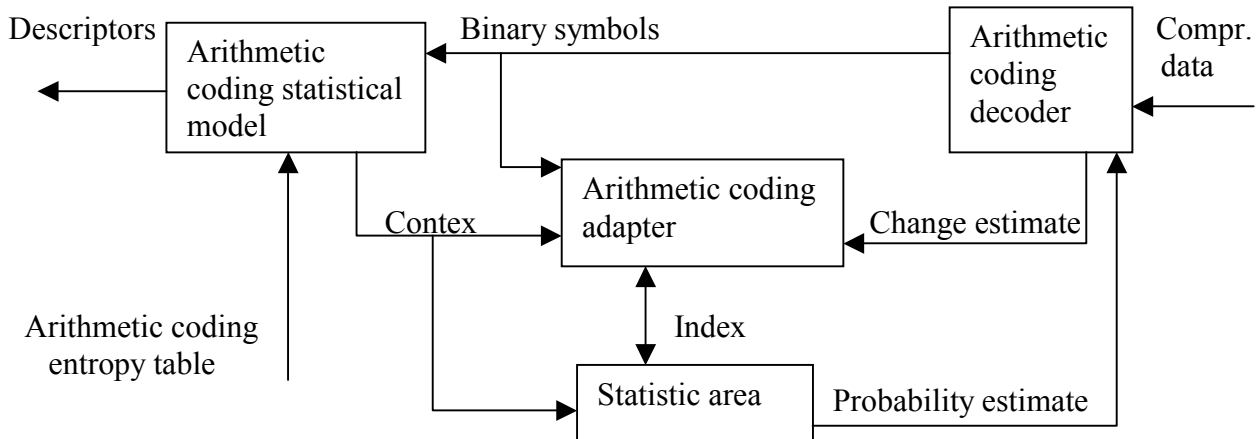 Descriptors
Arithmetic
coding statistical
model
Binary symbols
Arithmetic
coding
decoder
Compr.
data
Arithmetic coding
adapter
Contex
Change estimate
Arithmetic coding
entropy table
Index
Statistic area
Probability estimate